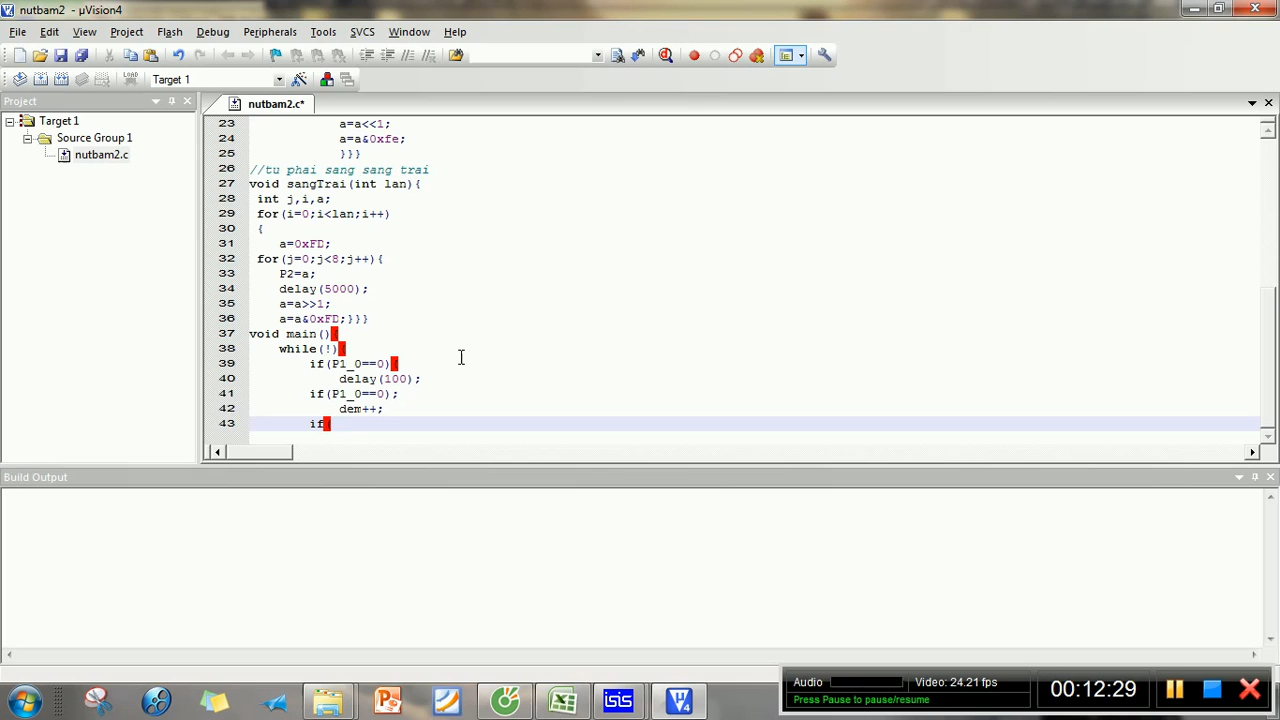 nutbam2 - µVision4
File Edit View Project Flash Debug Peripherals Tools SVCS Window Help
LOAD Target 1
Project
nutbam2.c*
Target 1
Source Group 1
nutbam2.c
23 a=a<<1;
24 a=a&0xfe;
25 }}}
26 //tu phai sang sang trai
27 void sangTrai(int lan){
28 int j,i,a;
29 for(i=0;i<lan;i++)
30 {
31 a=0xFD;
32 for(j=0;j<8;j++){
33 P2=a;
34 delay(5000);
35 a=a>>1;
36 a=a&0xFD;}}}
37 void main(){
38 while(!){
39 if(P1_0==0){
40 delay(100);
41 if(P1_0==0);
42 dem++;
43 if(
Build Output
Audio Video: 24.21 fps
Press Pause to pause/resume
00:12:29
isis